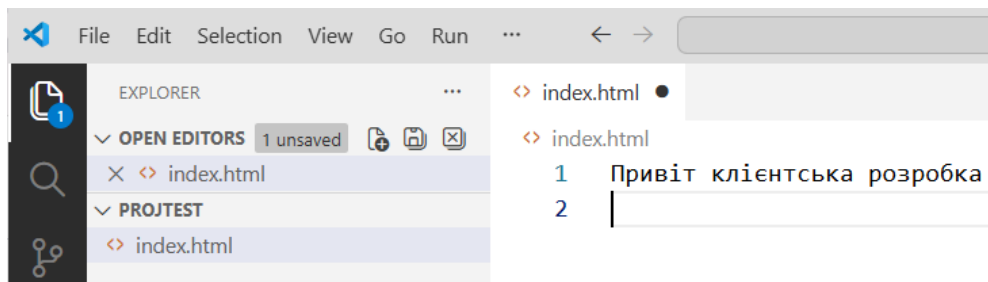 File Edit Selection View Go Run ...
EXPLORER ...
1
OPEN EDITORS 1 unsaved
index.html
PROJTEST
index.html
index.html
index.html
1 Привіт клієнтська розробка
2